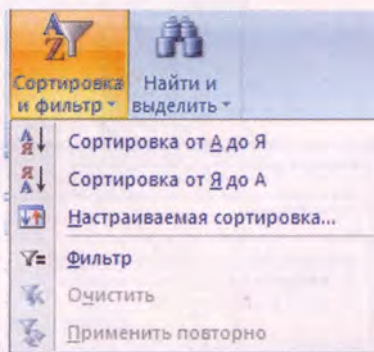 Сортировка
и фильтр
Найти и
выделить
Сортировка от А до Я
Сортировка от Я до А
Настраиваемая сортировка...
Фильтр
Очистить
Применить повторно